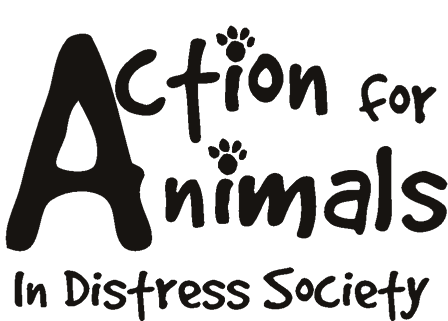 Action for
Animals
In Distress Society